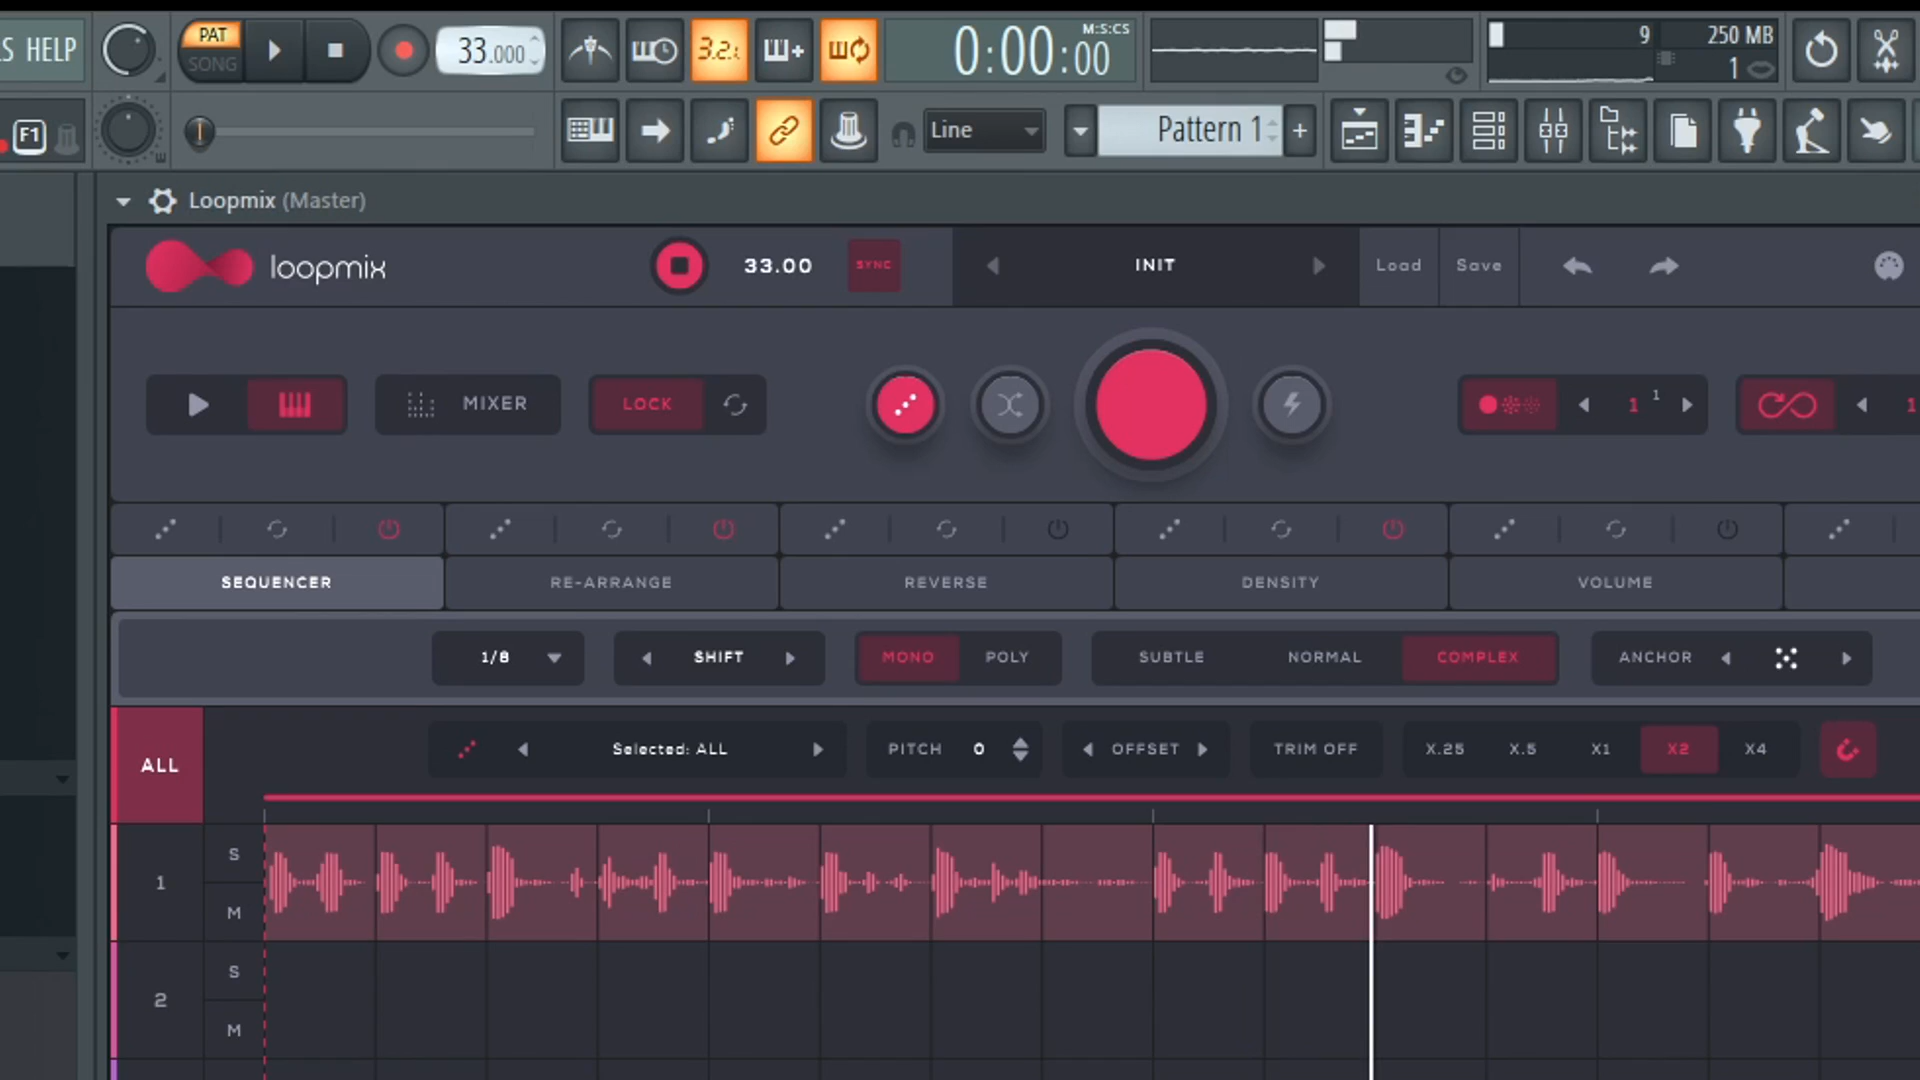 S HELP
PAT
SONG
33.000
3.2.
M:S:CS
0:00:00
9
250 MB
1
F1
Line
Pattern 1
Loopmix (Master)
loopmix
33.00
SYNC
INIT
Load
Save
MIXER
LOCK
1 1
1
SEQUENCER
RE-ARRANGE
REVERSE
DENSITY
VOLUME
1/8
SHIFT
MONO
POLY
SUBTLE
NORMAL
COMPLEX
ANCHOR
ALL
Selected: ALL
PITCH 0
OFFSET
TRIM OFF
X.25
X.5
X1
X2
X4
1
S
M
2
S
M